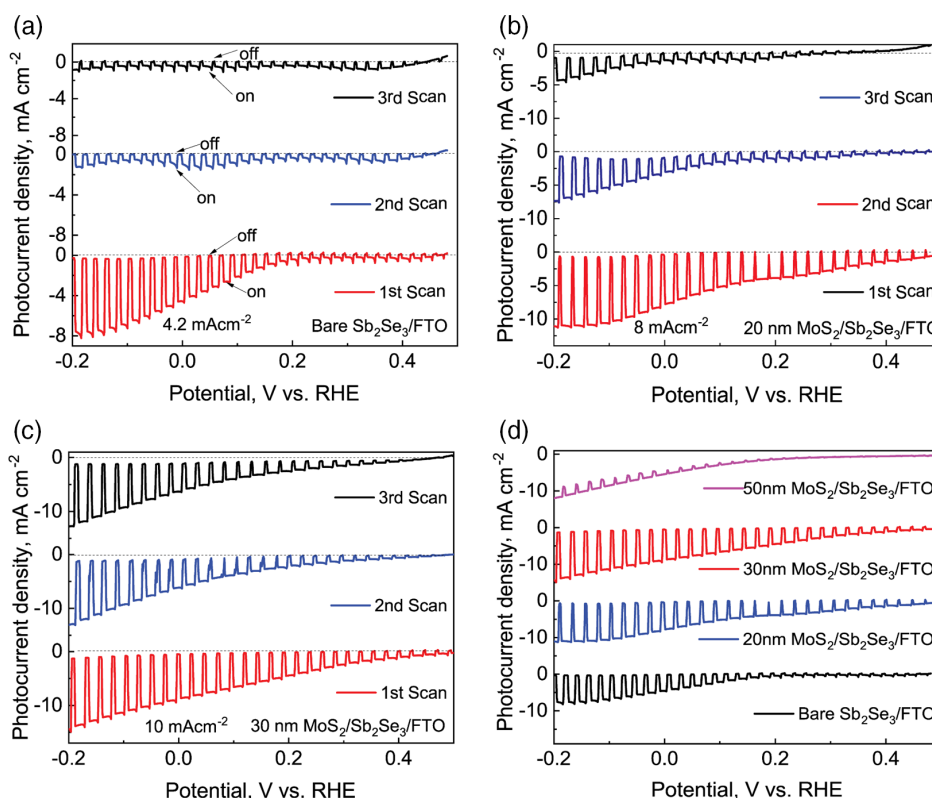 (a)
Photocurrent density, mA cm⁻²
0
-4
-8
0
-4
0
-4
-8
off
on
3rd Scan
off
on
2nd Scan
off
on
1st Scan
4.2 mAcm⁻²
Bare Sb₂Se₃/FTO
-0.2 0.0 0.2 0.4
Potential, V vs. RHE
(b)
Photocurrent density, mA cm⁻²
0
-5
-10
0
-5
-10
0
-5
-10
3rd Scan
2nd Scan
1st Scan
8 mAcm⁻²
20 nm MoS₂/Sb₂Se₃/FTO
-0.2 0.0 0.2 0.4
Potential, V vs. RHE
(c)
Photocurrent density, mA cm⁻²
0
-10
0
-10
0
-10
3rd Scan
2nd Scan
1st Scan
10 mAcm⁻²
30 nm MoS₂/Sb₂Se₃/FTO
-0.2 0.0 0.2 0.4
Potential, V vs. RHE
(d)
Photocurrent density, mA cm⁻²
0
-10
0
-10
0
-10
0
-10
50nm MoS₂/Sb₂Se₃/FTO
30nm MoS₂/Sb₂Se₃/FTO
20nm MoS₂/Sb₂Se₃/FTO
Bare Sb₂Se₃/FTO
-0.2 0.0 0.2 0.4
Potential, V vs. RHE